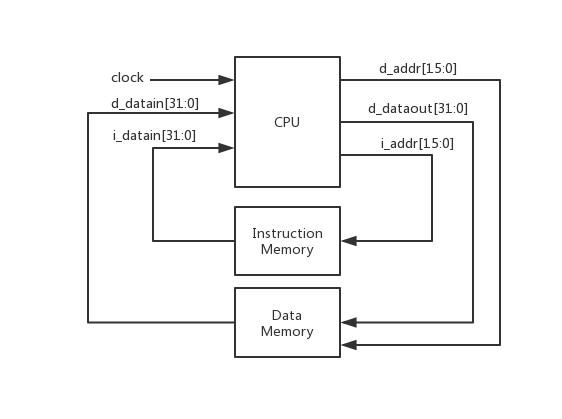 clock
d_datain[31:0]
i_datain[31:0]
CPU
d_addr[15:0]
d_dataout[31:0]
i_addr[15:0]
Instruction
Memory
Data
Memory